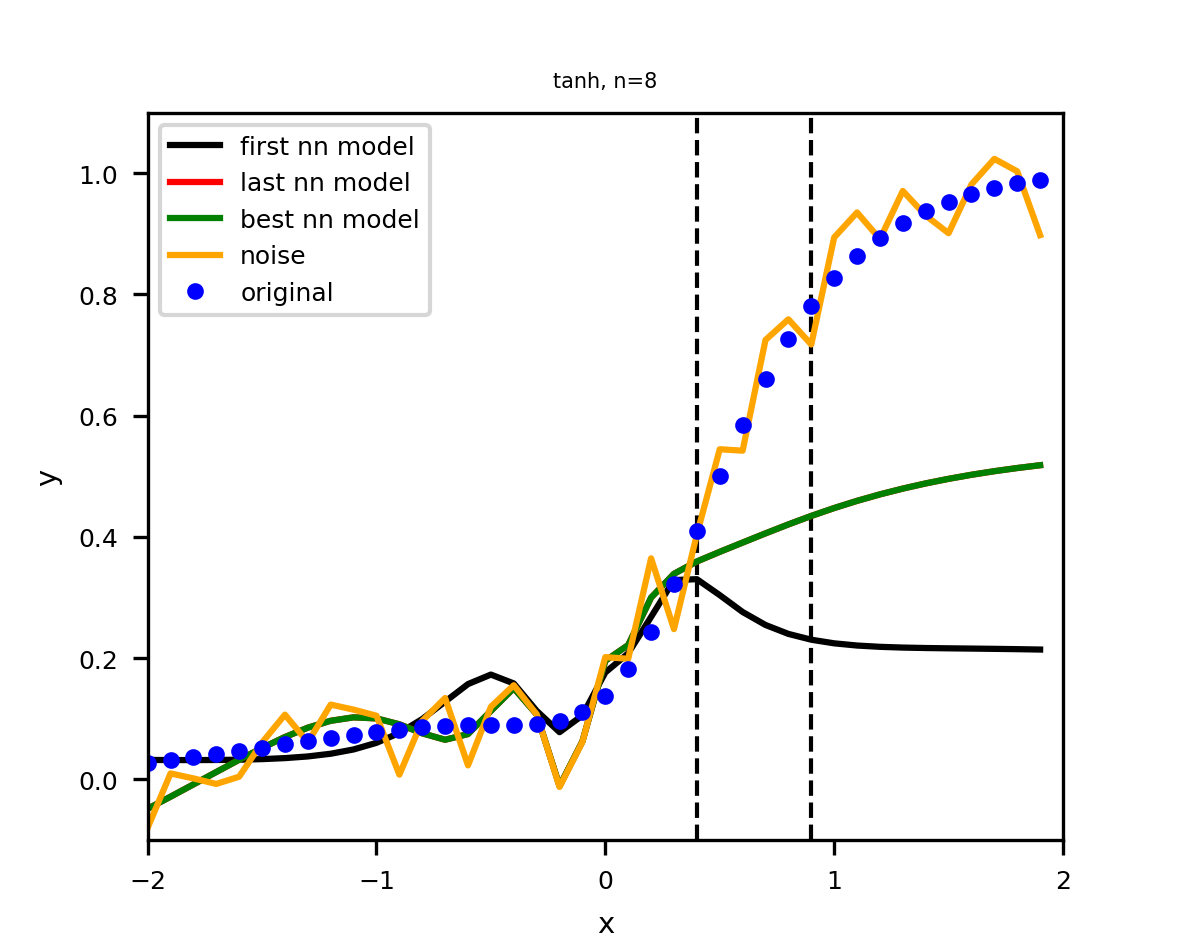 tanh, n=8
first nn model
last nn model
best nn model
noise
original
1.0
0.8
0.6
0.4
0.2
0.0
y
−2
−1
0
1
2
x